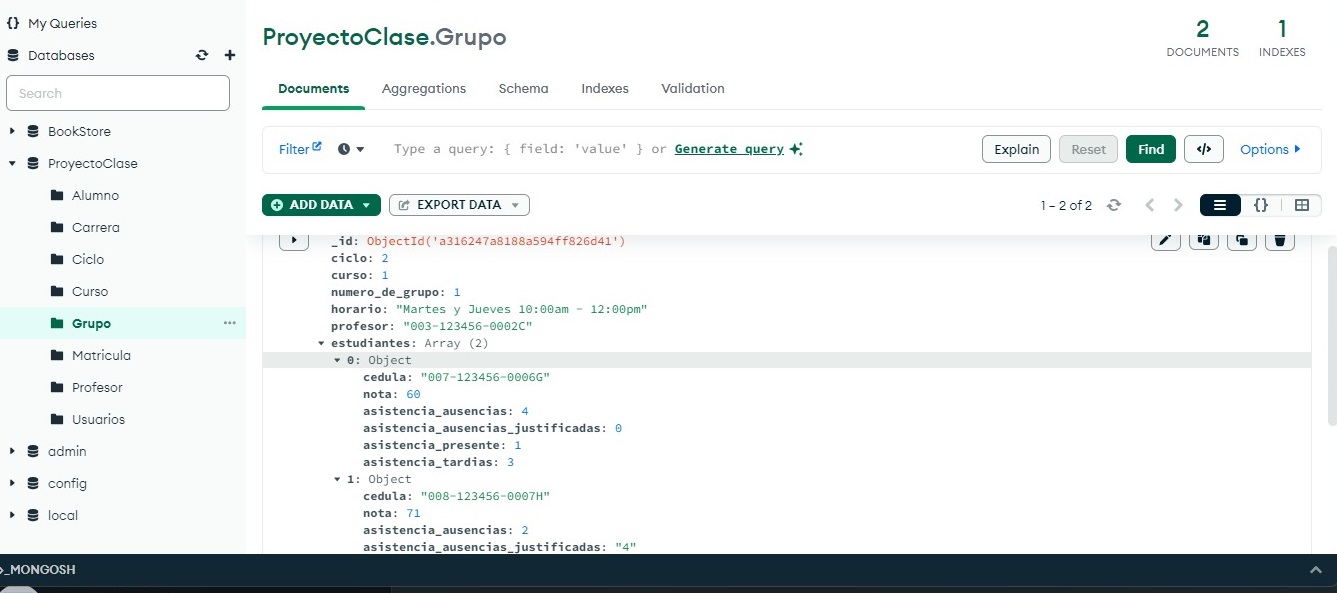 My Queries
Databases
Search
BookStore
ProyectoClase
Alumno
Carrera
Ciclo
Curso
Grupo
Matricula
Profesor
Usuarios
admin
config
local
ProyectoClase.Grupo
2 DOCUMENTS
1 INDEXES
Documents Aggregations Schema Indexes Validation
Filter Type a query: { field: 'value' } or Generate query Explain Reset Find </> Options
ADD DATA EXPORT DATA 1 – 2 of 2 {}
_id: ObjectId('a316247a8188a594ff826d41')
ciclo: 2
curso: 1
numero_de_grupo: 1
horario: "Martes y Jueves 10:00am - 12:00pm"
profesor: "003-123456-0002C"
estudiantes: Array (2)
0: Object
cedula: "007-123456-0006G"
nota: 60
asistencia_ausencias: 4
asistencia_ausencias_justificadas: 0
asistencia_presente: 1
asistencia_tardias: 3
1: Object
cedula: "008-123456-0007H"
nota: 71
asistencia_ausencias: 2
asistencia_ausencias_justificadas: "4"
>_MONGOSH